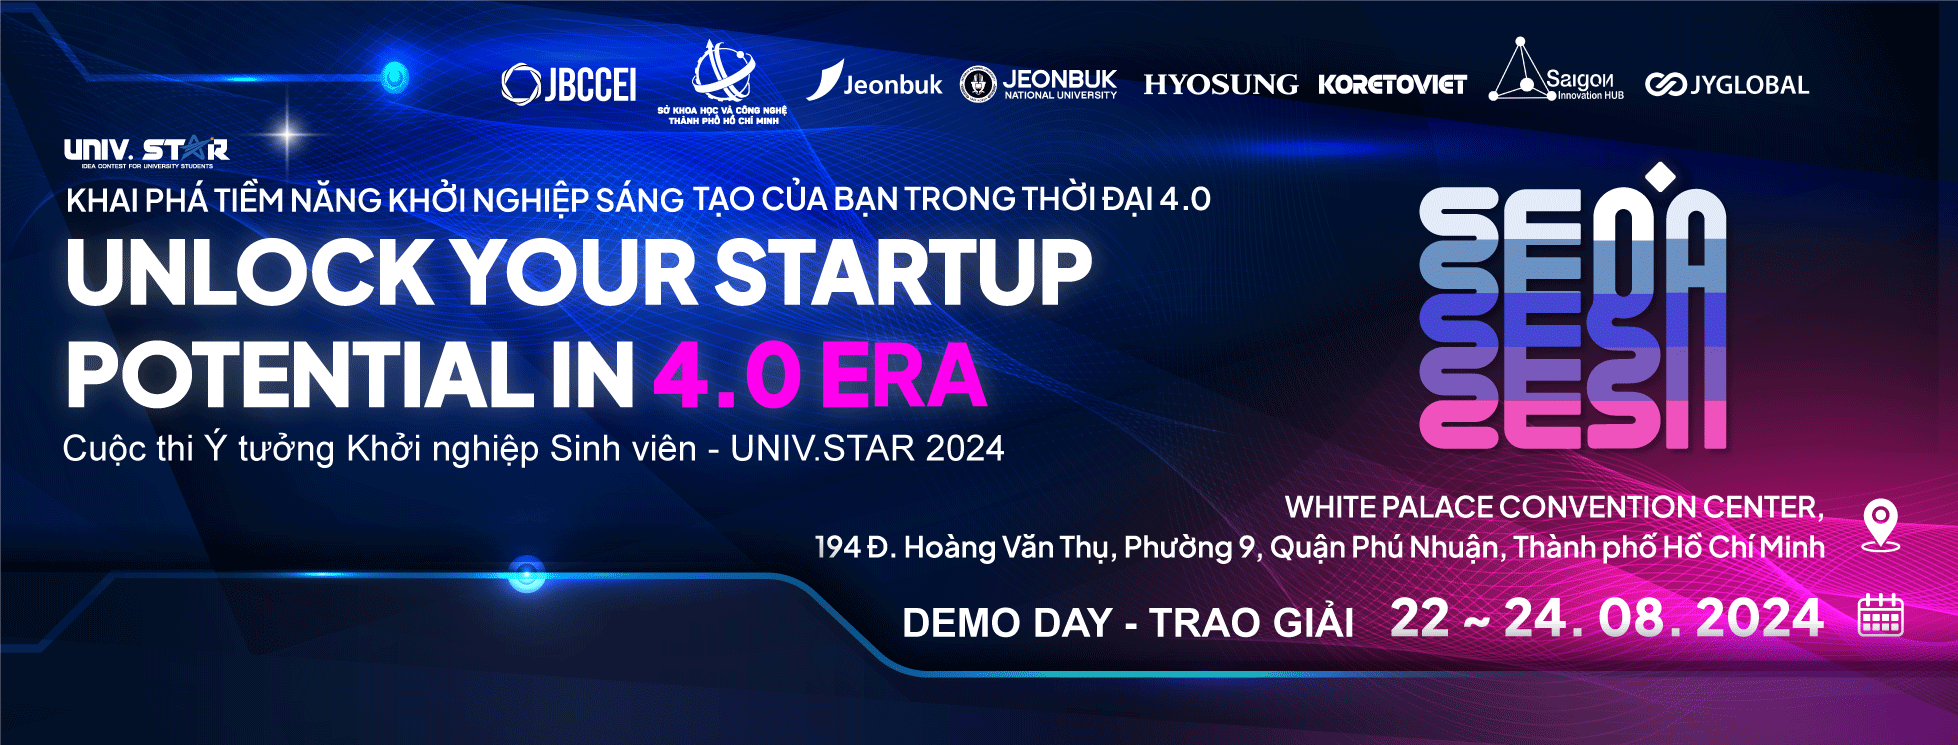 JBCCEI
SỞ KHOA HỌC VÀ CÔNG NGHỆ
THÀNH PHỐ HỒ CHÍ MINH
Jeonbuk
JEONBUK
NATIONAL UNIVERSITY
HYOSUNG
KORETOVIET
SAIGON
Innovation HUB
JYGLOBAL
UNIV. STAR
IDEA CONTEST FOR UNIVERSITY STUDENTS
KHAI PHÁ TIỀM NĂNG KHỞI NGHIỆP SÁNG TẠO CỦA BẠN TRONG THỜI ĐẠI 4.0
UNLOCK YOUR STARTUP
POTENTIAL IN 4.0 ERA
Cuộc thi Ý tưởng Khởi nghiệp Sinh viên - UNIV.STAR 2024
WHITE PALACE CONVENTION CENTER,
194 Đ. Hoàng Văn Thụ, Phường 9, Quận Phú Nhuận, Thành phố Hồ Chí Minh
DEMO DAY - TRAO GIẢI 22 ~ 24. 08. 2024